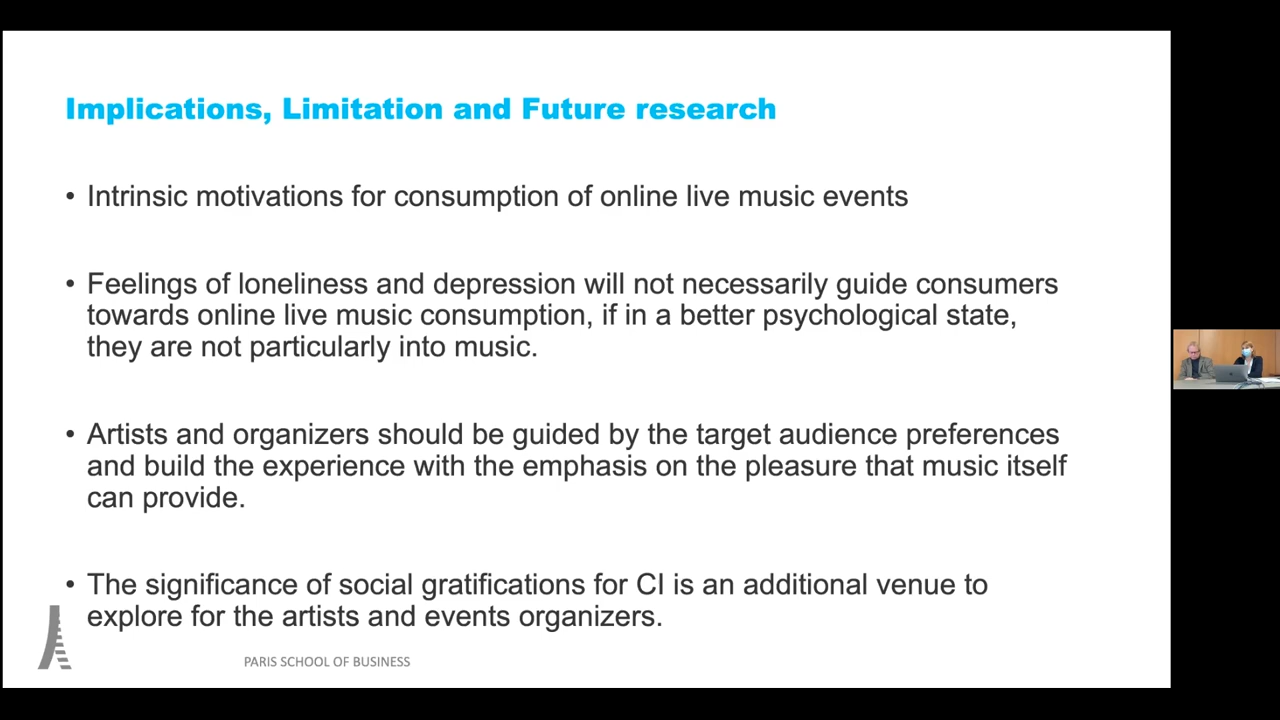 Implications, Limitation and Future research
• Intrinsic motivations for consumption of online live music events
• Feelings of loneliness and depression will not necessarily guide consumers
towards online live music consumption, if in a better psychological state,
they are not particularly into music.
• Artists and organizers should be guided by the target audience preferences
and build the experience with the emphasis on the pleasure that music itself
can provide.
• The significance of social gratifications for CI is an additional venue to
explore for the artists and events organizers.
PARIS SCHOOL OF BUSINESS